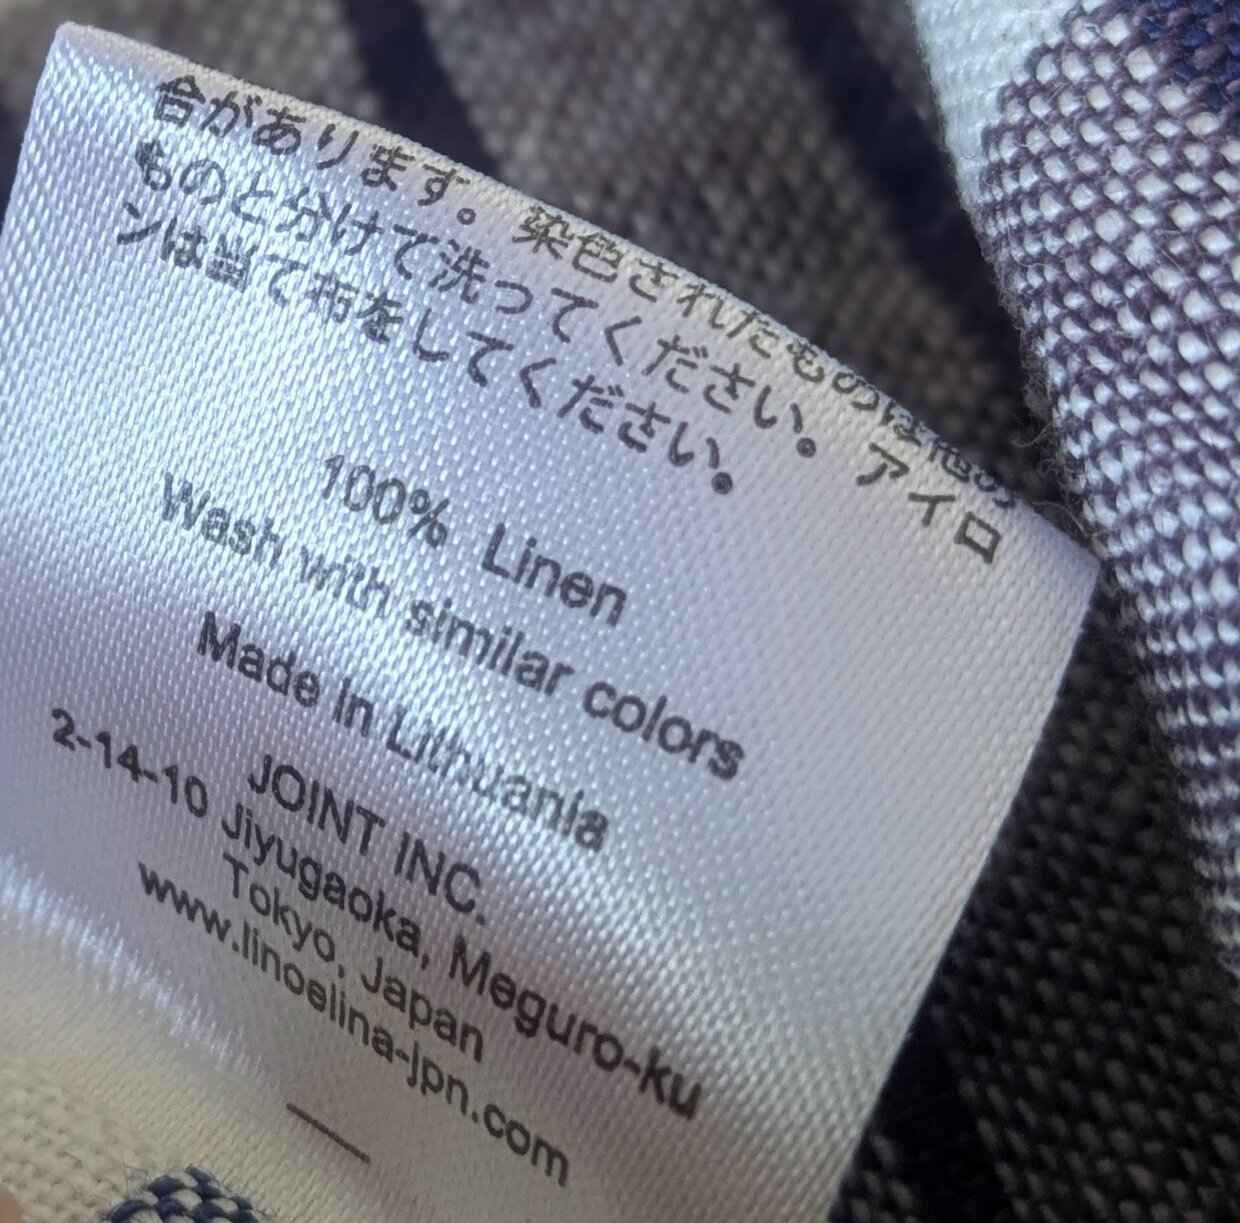 合があります。染色されたものは他の
ものと分けて洗ってください。アイロ
ンは当て布をしてください。
100% Linen
Wash with similar colors
Made in Lithuania
JOINT INC.
2-14-10 Jiyugaoka, Meguro-ku
Tokyo, Japan
www.linoelina-jpn.com